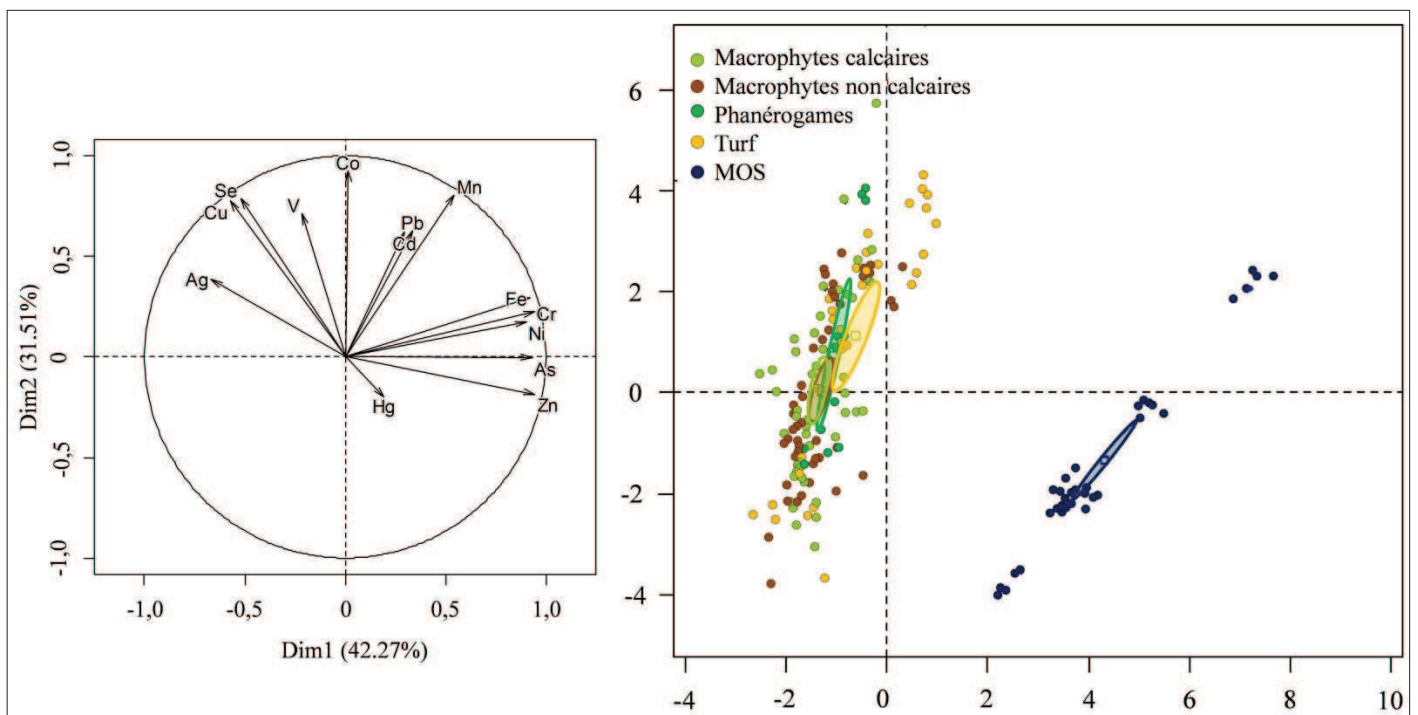 1,0
0,5
0
-0,5
-1,0
Dim2 (31.51%)
Co
Se
Mn
Cu
V
Pb
Cd
Ag
Fe
Cr
Ni
As
Hg
Zn
-1,0 -0,5 0 0,5 1,0
Dim1 (42.27%)
Macrophytes calcaires
Macrophytes non calcaires
Phanérogames
Turf
MOS
6
4
2
0
-2
-4
-4 -2 0 2 4 6 8 10